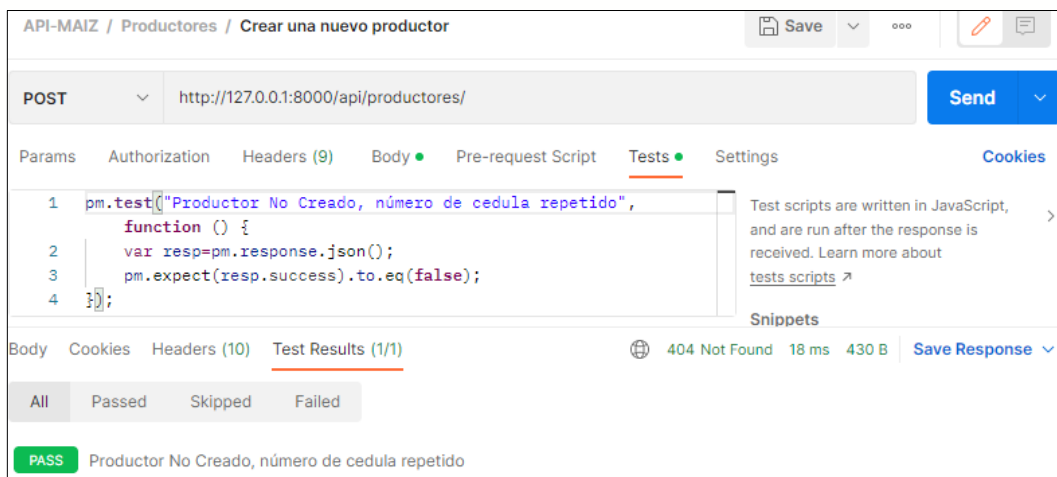 API-MAIZ / Productores / Crear una nuevo productor
Save
POST
http://127.0.0.1:8000/api/productores/
Send
Params Authorization Headers (9) Body Pre-request Script Tests Settings Cookies
1 pm.test("Productor No Creado, número de cedula repetido",
function () {
2 var resp=pm.response.json();
3 pm.expect(resp.success).to.eq(false);
4 });
Test scripts are written in JavaScript,
and are run after the response is
received. Learn more about
tests scripts
Snippets
Body Cookies Headers (10) Test Results (1/1) 404 Not Found 18 ms 430 B Save Response
All Passed Skipped Failed
PASS Productor No Creado, número de cedula repetido